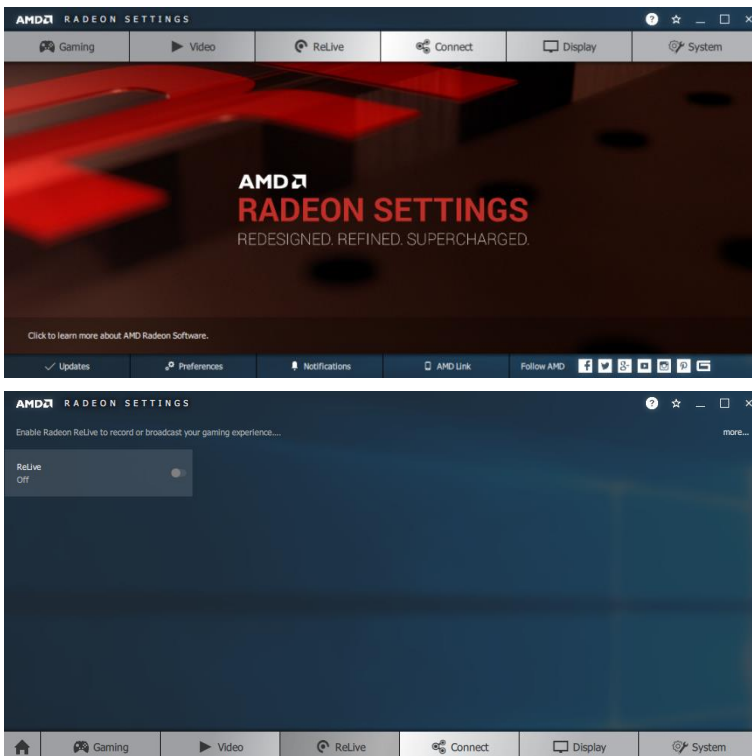 AMD RADEON SETTINGS
Gaming Video ReLive Connect Display System
AMD
RADEON SETTINGS
REDESIGNED. REFINED. SUPERCHARGED.
Click to learn more about AMD Radeon Software.
Updates Preferences Notifications AMD Link Follow AMD
AMD RADEON SETTINGS
Enable Radeon ReLive to record or broadcast your gaming experience.... more...
ReLive
Off
Gaming Video ReLive Connect Display System